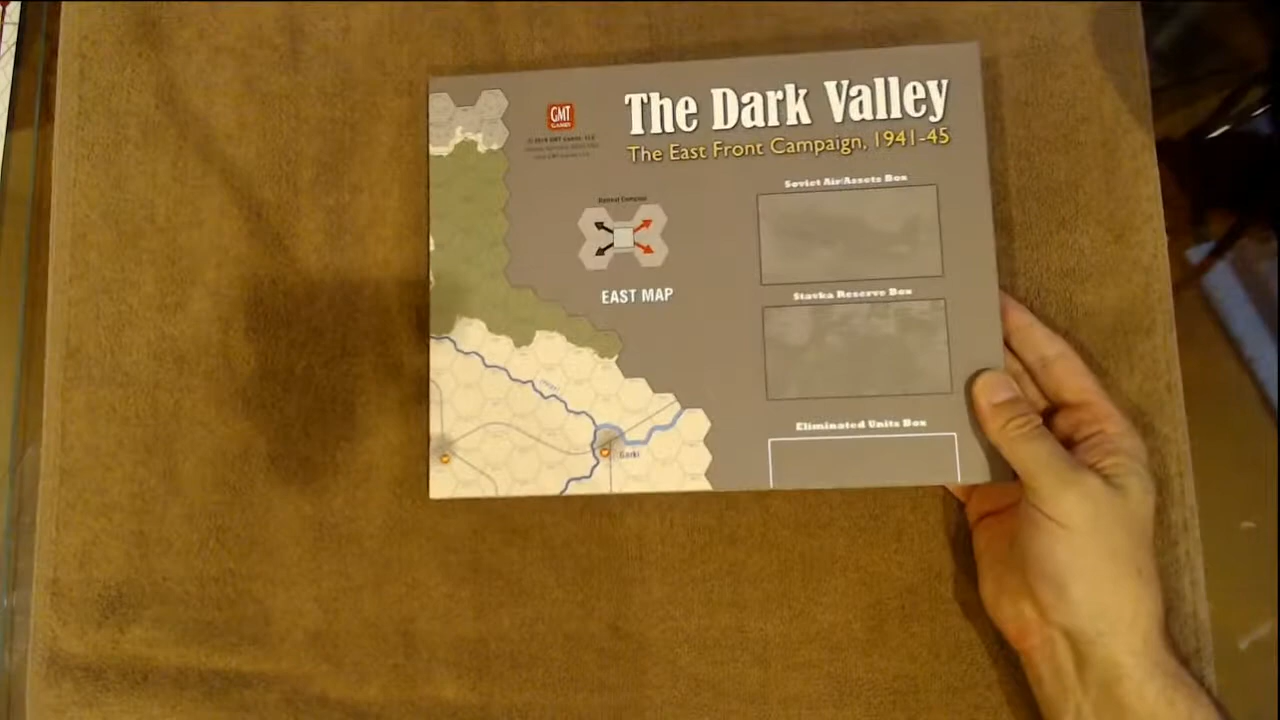 The Dark Valley
The East Front Campaign, 1941-45
GMT
GAMES
Soviet Air/Assets Box
EAST MAP
Stavka Reserve Box
Eliminated Units Box
Gorki